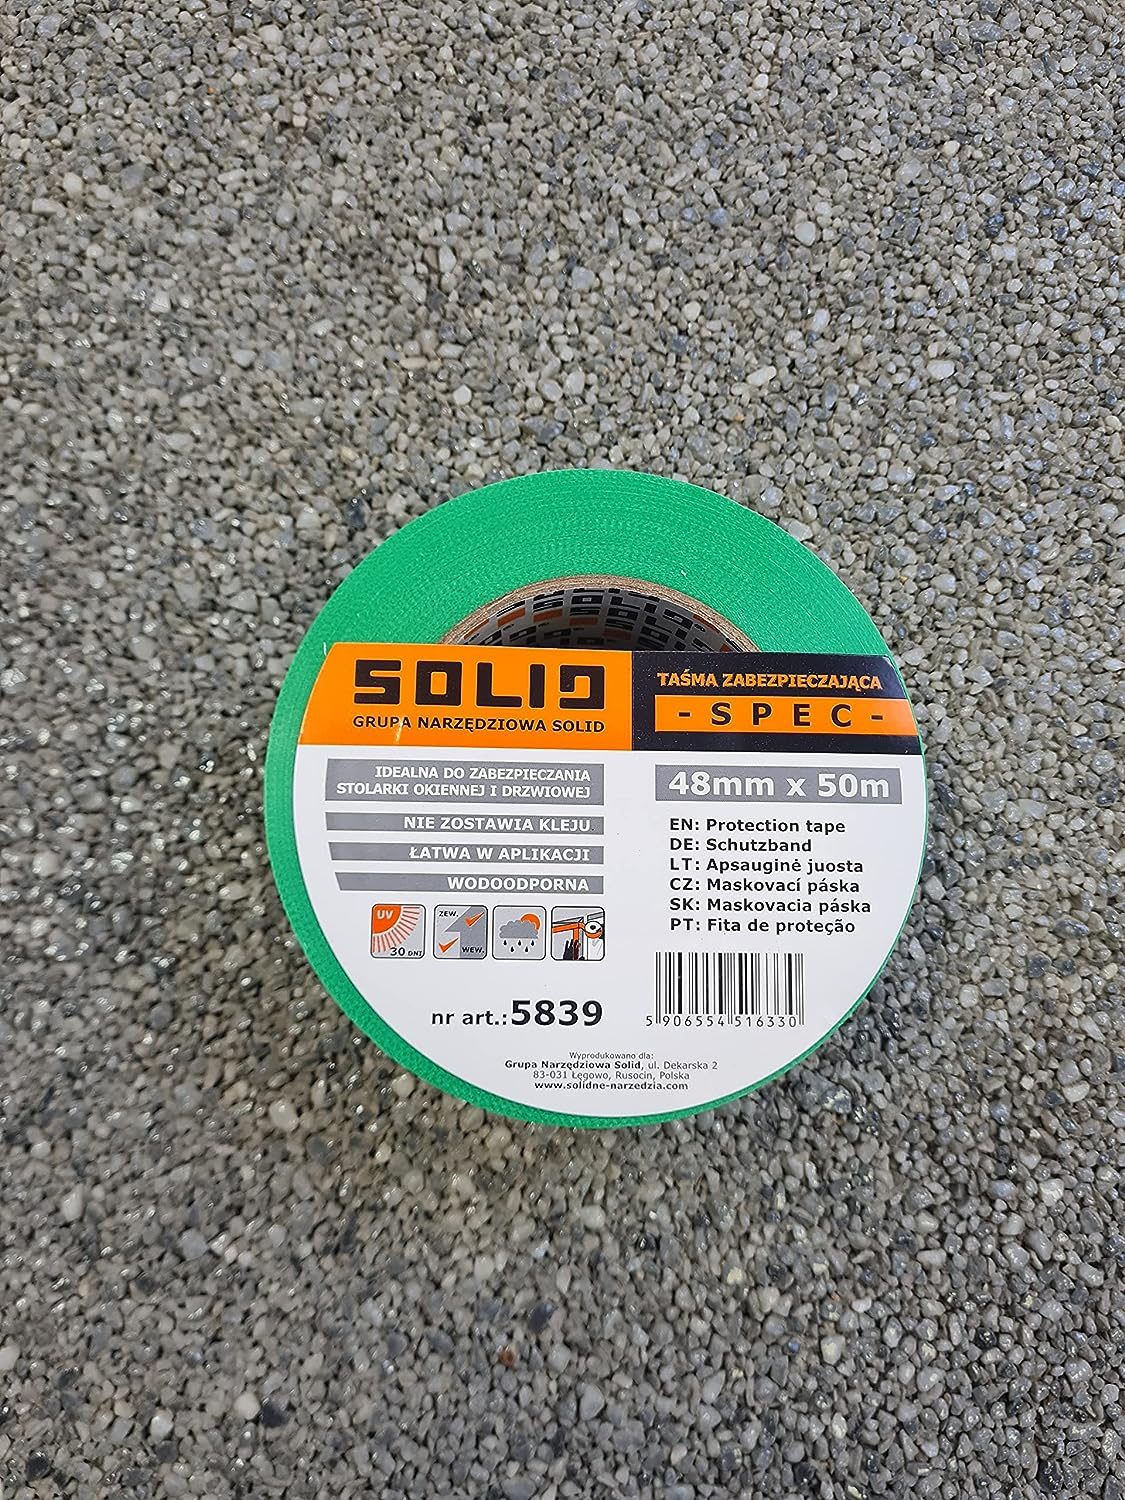 SOLID
GRUPA NARZĘDZIOWA SOLID
TAŚMA ZABEZPIECZAJĄCA
- S P E C -
IDEALNA DO ZABEZPIECZANIA
STOLARKI OKIENNEJ I DRZWIOWEJ
NIE ZOSTAWIA KLEJU
ŁATWA W APLIKACJI
WODOODPORNA
UV
30 DNI
ZEW.
WEW.
nr art.:5839
48mm x 50m
EN: Protection tape
DE: Schutzband
LT: Apsauginė juosta
CZ: Maskovací páska
SK: Maskovacia páska
PT: Fita de proteção
5 906554 516330
Wyprodukowano dla:
Grupa Narzędziowa Solid, ul. Dekarska 2
83-031 Łęgowo, Rusocin, Polska
www.solidne-narzedzia.com